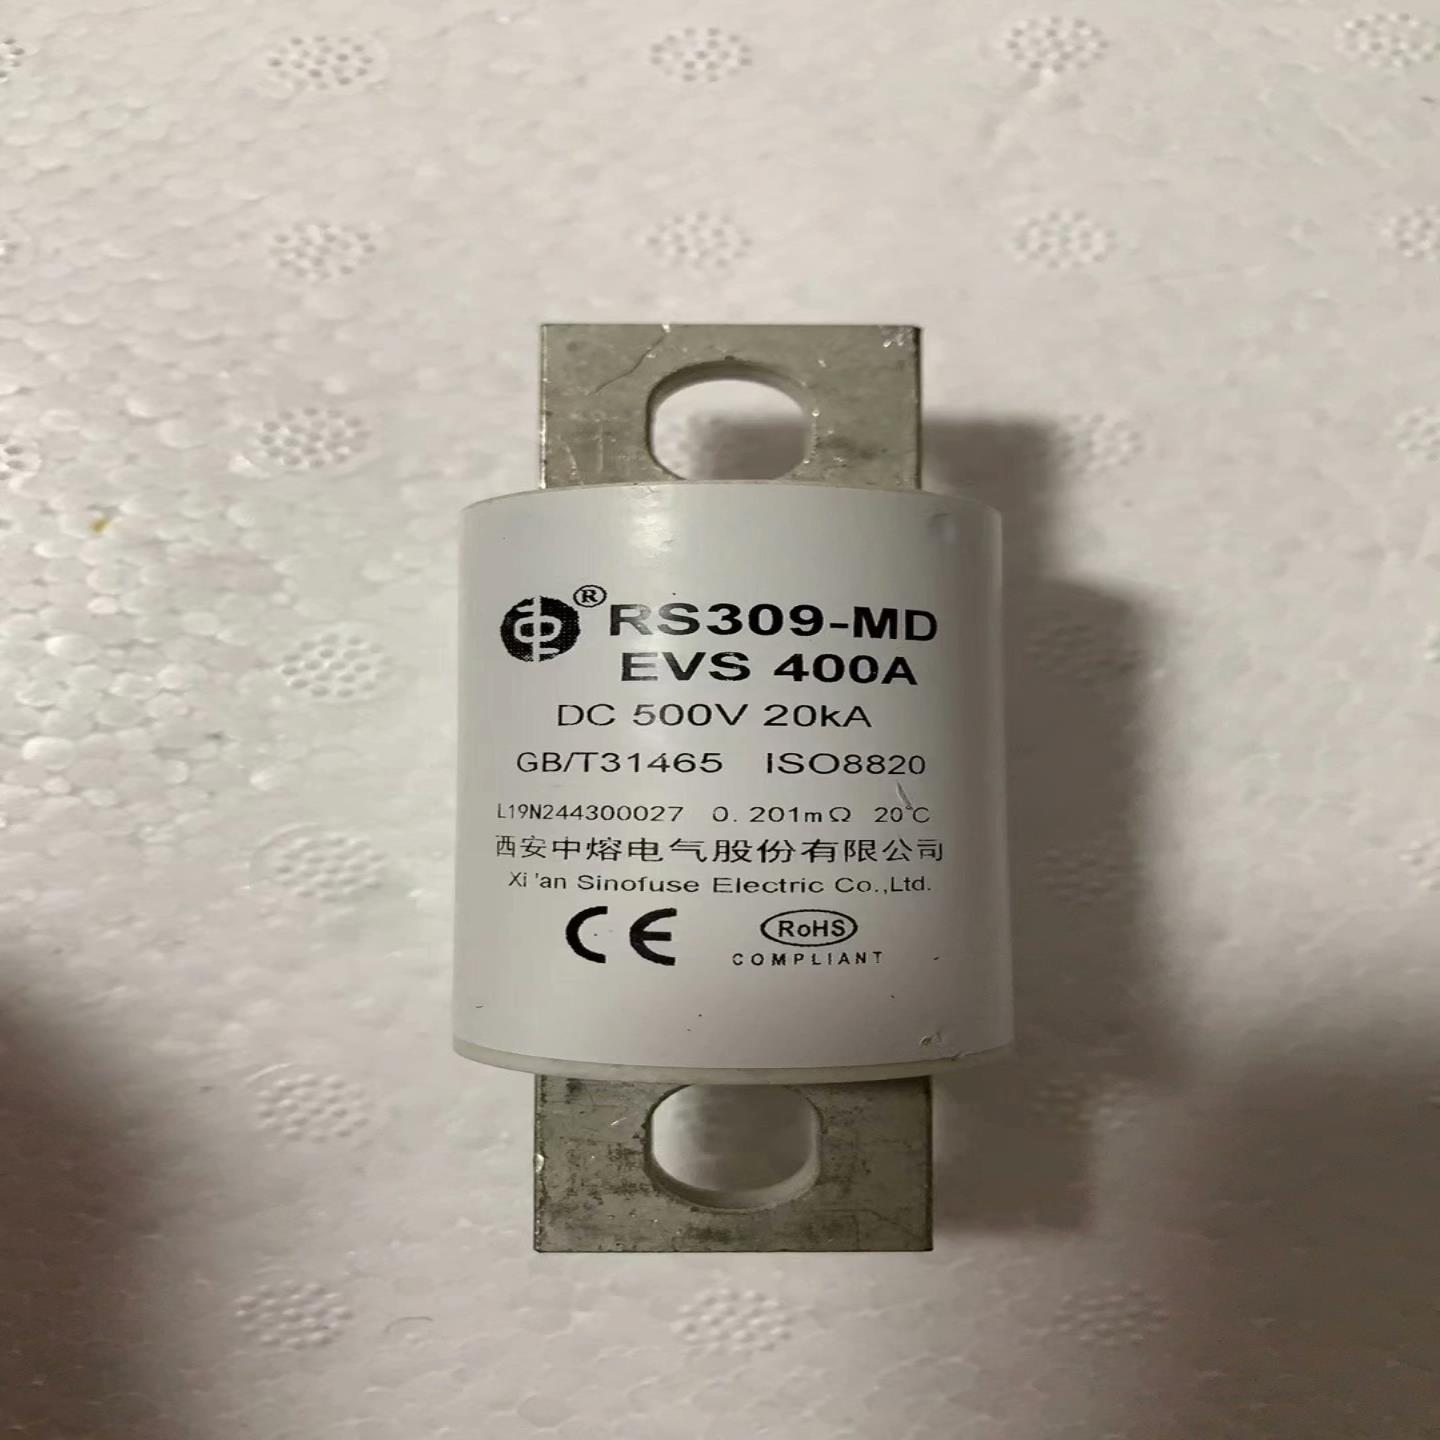 ® RS309-MD
EVS 400A
DC 500V 20kA
GB/T31465 ISO8820
L19N244300027 0.201mΩ 20℃
西安中熔电气股份有限公司
Xi'an Sinofuse Electric Co.,Ltd.
CE RoHS
COMPLIANT